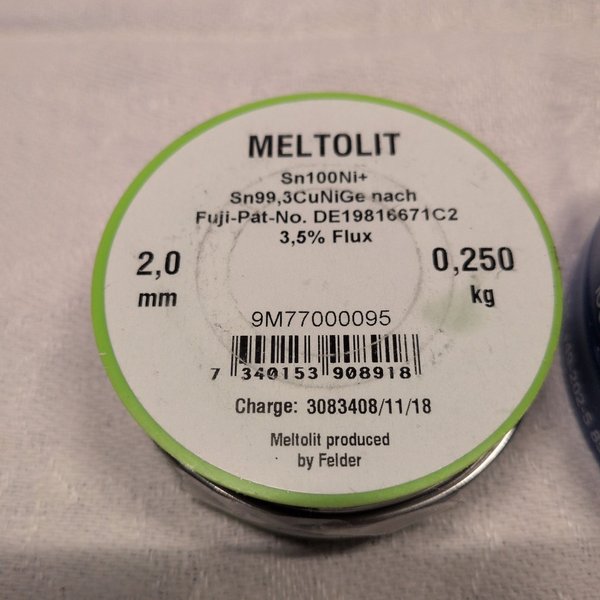 MELTOLIT
Sn100Ni+
Sn99,3CuNiGe nach
Fuji-Pat-No. DE19816671C2
3,5% Flux
2,0
mm
0,250
kg
9M77000095
7 340153 908918
Charge: 3083408/11/18
Meltolit produced
by Felder